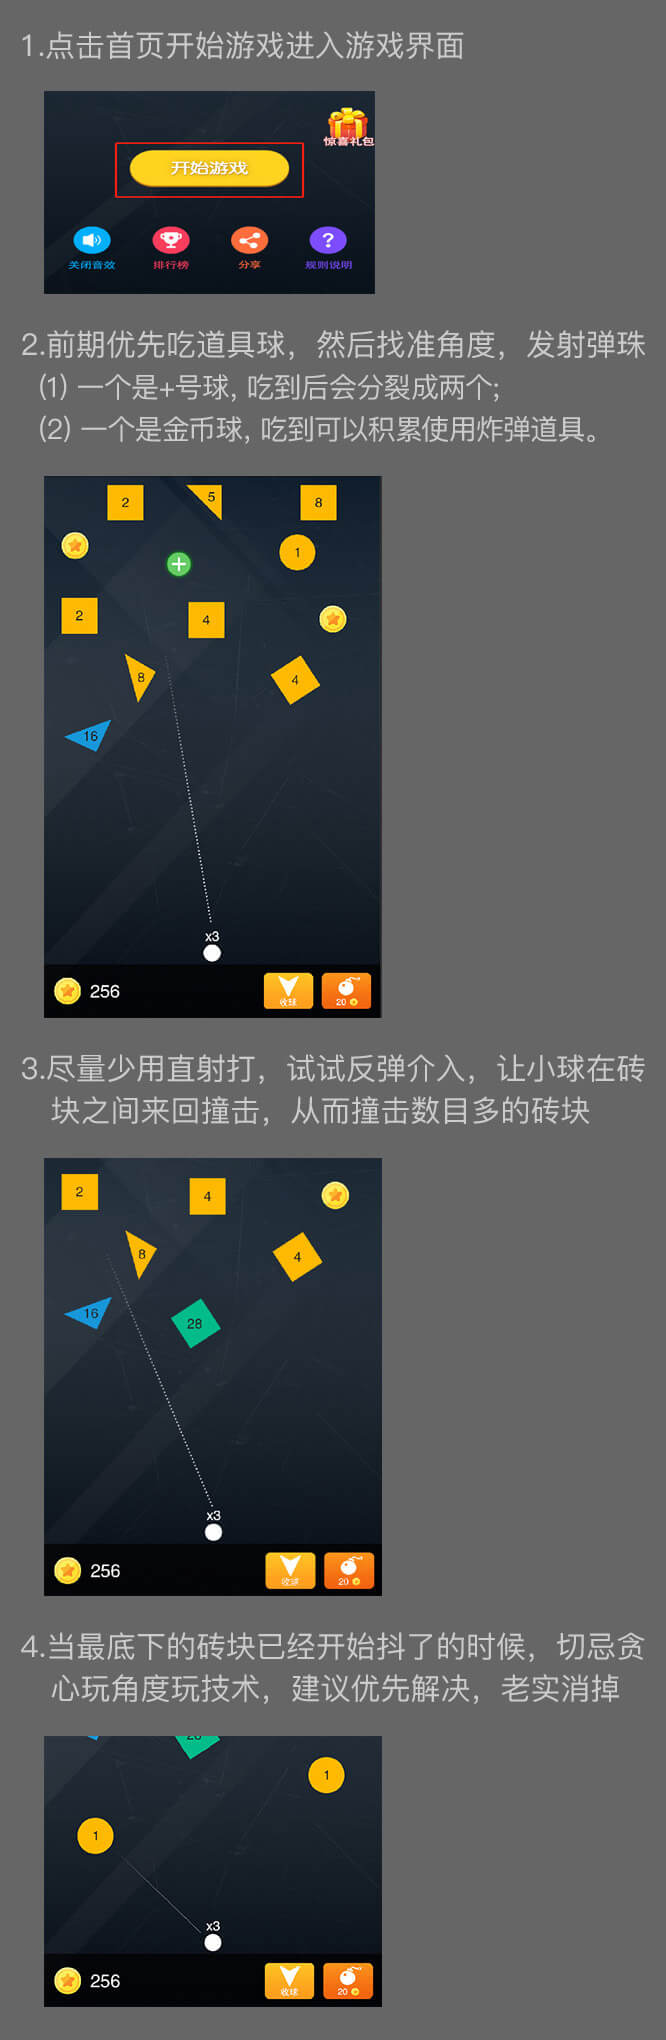 1.点击首页开始游戏进入游戏界面
惊喜礼包
开始游戏
关闭音效 排行榜 分享 规则说明
2.前期优先吃道具球，然后找准角度，发射弹珠
(1) 一个是+号球, 吃到后会分裂成两个;
(2) 一个是金币球, 吃到可以积累使用炸弹道具。
2 5 8
1
2 4
8 4
16
x3
256 收球 20
3.尽量少用直射打，试试反弹介入，让小球在砖
块之间来回撞击，从而撞击数目多的砖块
2 4
8 4
16 28
x3
256 收球 20
4.当最底下的砖块已经开始抖了的时候，切忌贪
心玩角度玩技术，建议优先解决，老实消掉
28
1
1
x3
256 收球 20